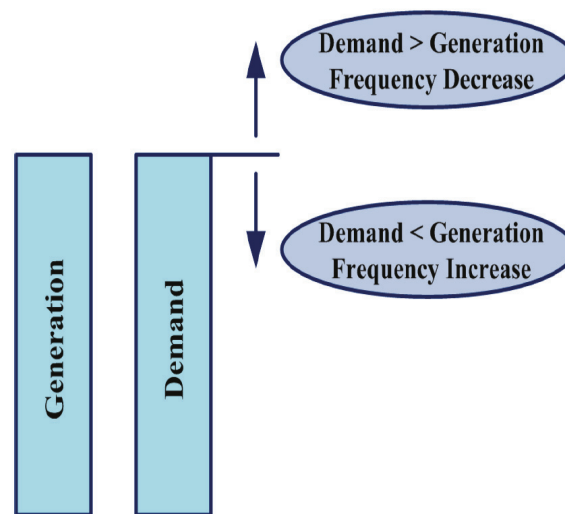 Demand > Generation
Frequency Decrease
Demand < Generation
Frequency Increase
Generation
Demand